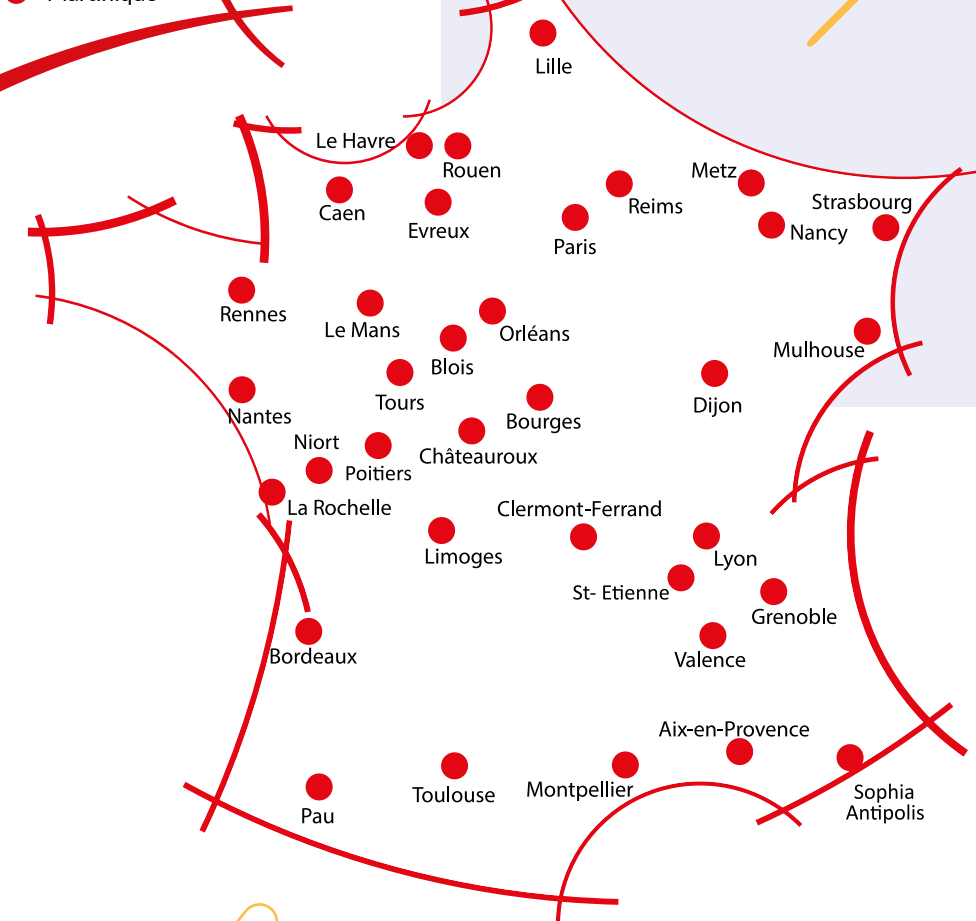 Martinique
Lille
Le Havre
Rouen
Metz
Caen
Reims
Strasbourg
Evreux
Paris
Nancy
Rennes
Le Mans
Orléans
Mulhouse
Blois
Tours
Dijon
Nantes
Bourges
Niort
Châteauroux
Poitiers
La Rochelle
Clermont-Ferrand
Limoges
Lyon
St- Etienne
Grenoble
Bordeaux
Valence
Aix-en-Provence
Montpellier
Toulouse
Sophia
Antipolis
Pau